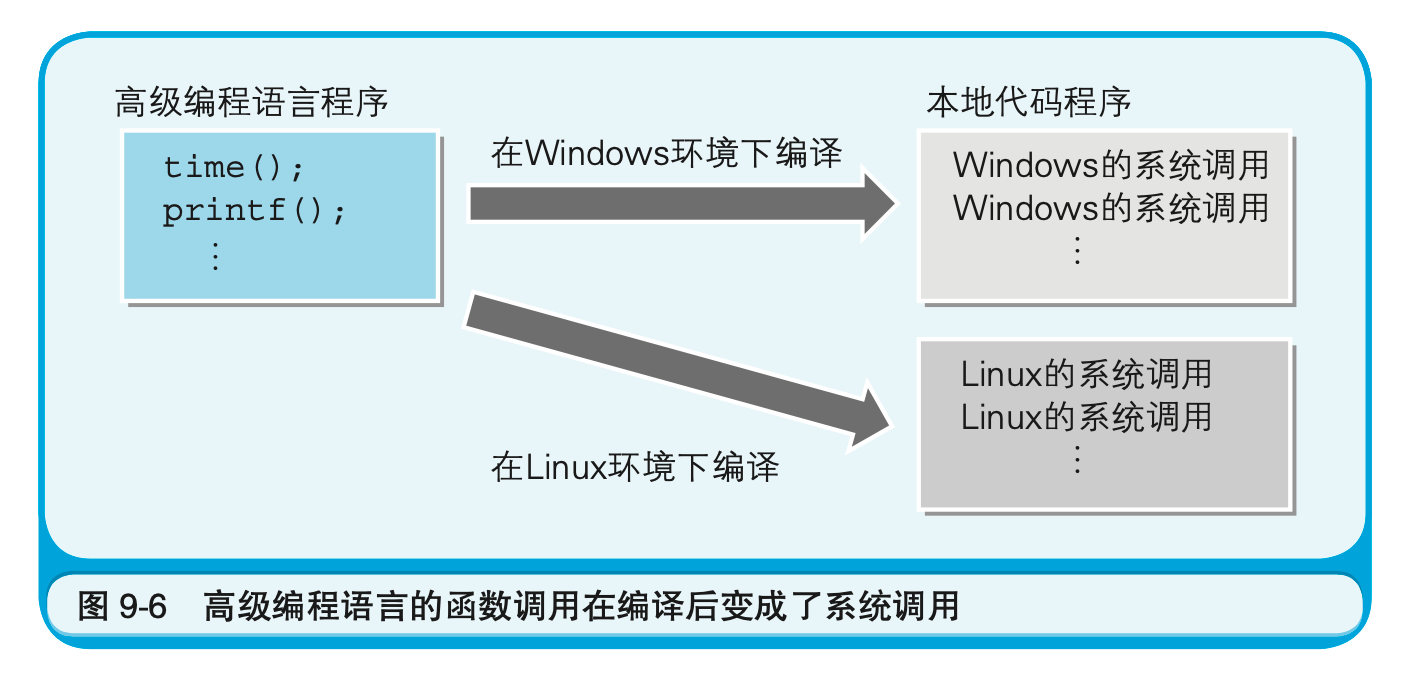 高级编程语言程序
time();
printf();
⋮
在Windows环境下编译
本地代码程序
Windows的系统调用
Windows的系统调用
⋮
在Linux环境下编译
Linux的系统调用
Linux的系统调用
⋮
图 9-6 高级编程语言的函数调用在编译后变成了系统调用